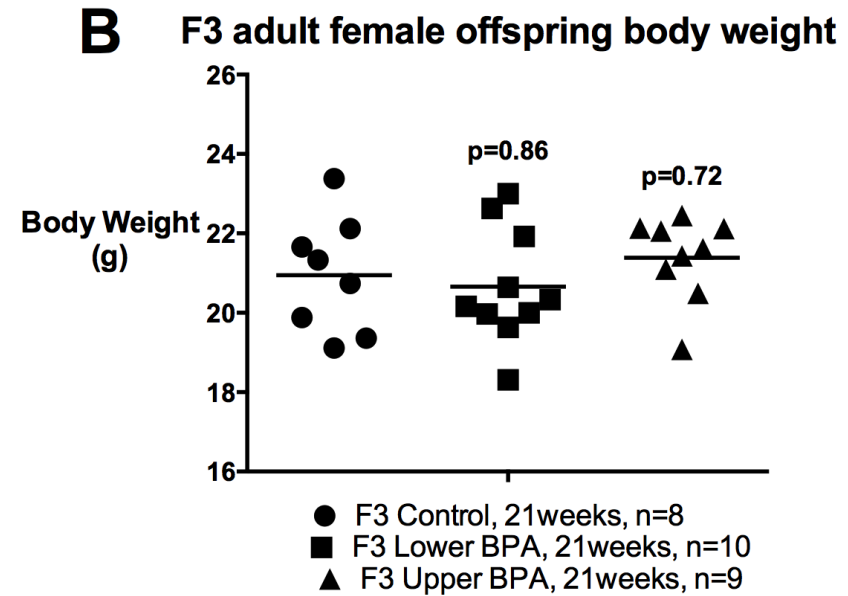 B F3 adult female offspring body weight
26
24
p=0.86
p=0.72
Body Weight
(g)
22
20
18
16
F3 Control, 21weeks, n=8
F3 Lower BPA, 21weeks, n=10
F3 Upper BPA, 21weeks, n=9